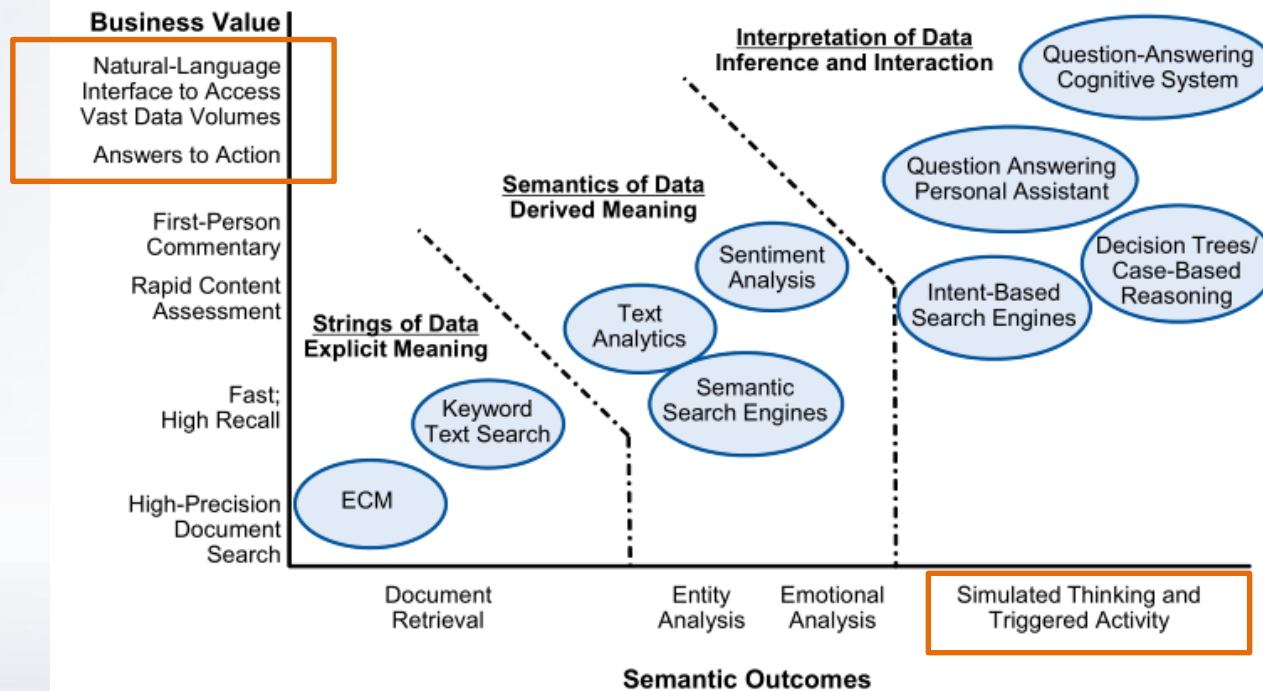 Business Value
Natural-Language
Interface to Access
Vast Data Volumes
Answers to Action
First-Person
Commentary
Rapid Content
Assessment
Fast;
High Recall
High-Precision
Document
Search
Strings of Data
Explicit Meaning
ECM
Keyword
Text Search
Semantics of Data
Derived Meaning
Text
Analytics
Sentiment
Analysis
Semantic
Search Engines
Interpretation of Data
Inference and Interaction
Question-Answering
Cognitive System
Question Answering
Personal Assistant
Decision Trees/
Case-Based
Reasoning
Intent-Based
Search Engines
Document
Retrieval
Entity
Analysis
Emotional
Analysis
Simulated Thinking and
Triggered Activity
Semantic Outcomes